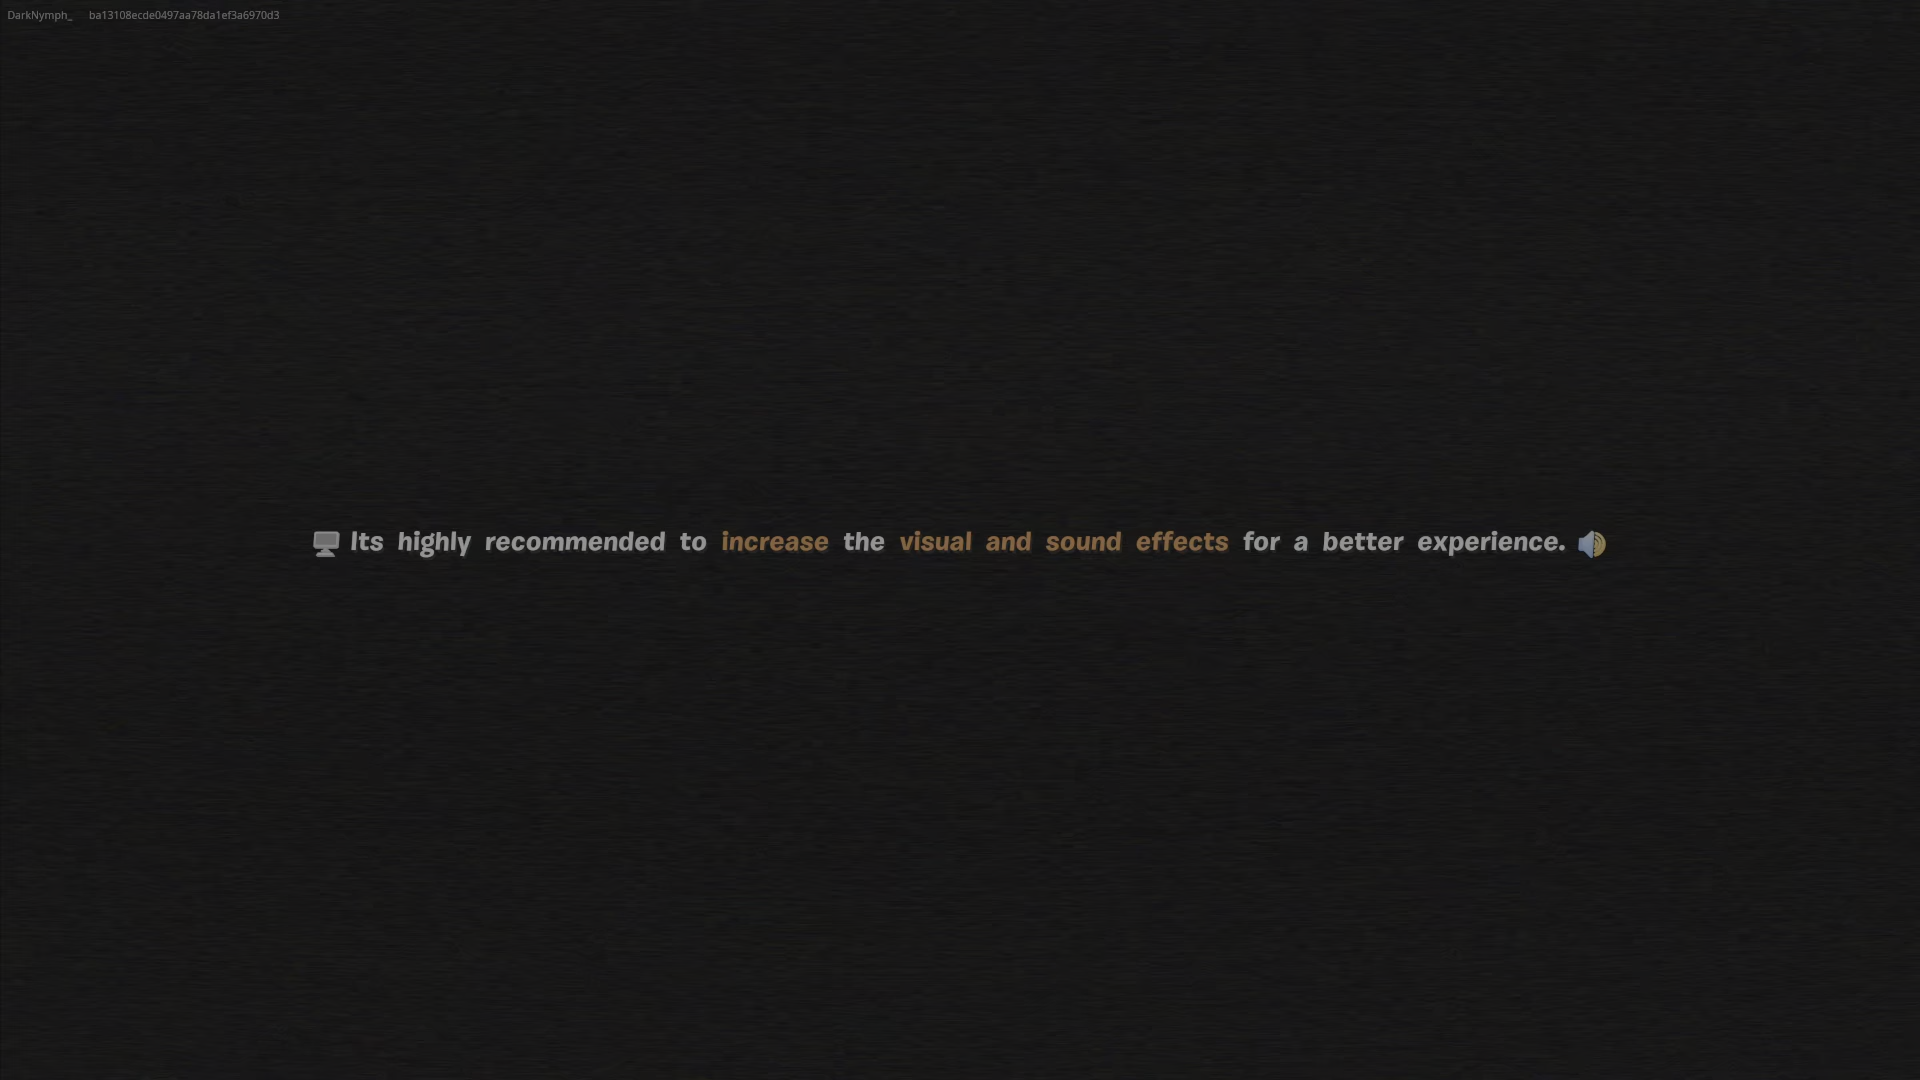 DarkNymph_ ba13108ecde0497aa78da1ef3a6970d3
🖥️ Its highly recommended to increase the visual and sound effects for a better experience. 🔊